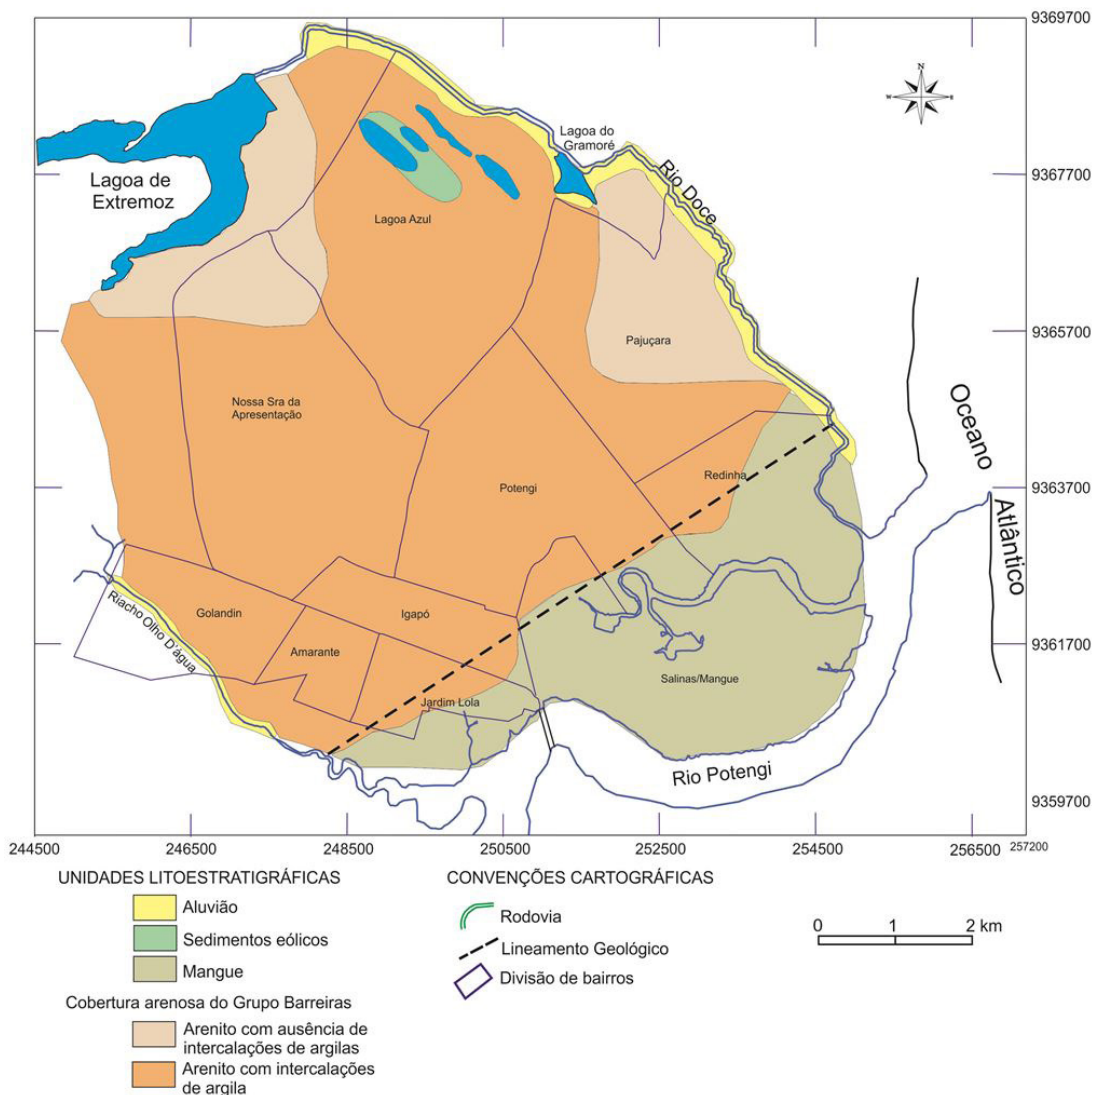 9369700
N
W
E
S
Lagoa do
Gramoré
Rio Doce
9367700
Lagoa de
Extremoz
Lagoa Azul
Pajuçara
9365700
Nossa Sra da
Apresentação
Oceano
Atlântico
Redinha
Potengi
9363700
Riacho Olho D'água
Golandin
Igapó
Amarante
9361700
Salinas/Mangue
Jardim Lola
Rio Potengi
9359700
244500 246500 248500 250500 252500 254500 256500 257200
UNIDADES LITOESTRATIGRÁFICAS
Aluvião
Sedimentos eólicos
Mangue
Cobertura arenosa do Grupo Barreiras
Arenito com ausência de
intercalações de argilas
Arenito com intercalações
de argila
CONVENÇÕES CARTOGRÁFICAS
Rodovia
Lineamento Geológico
Divisão de bairros
0 1 2 km